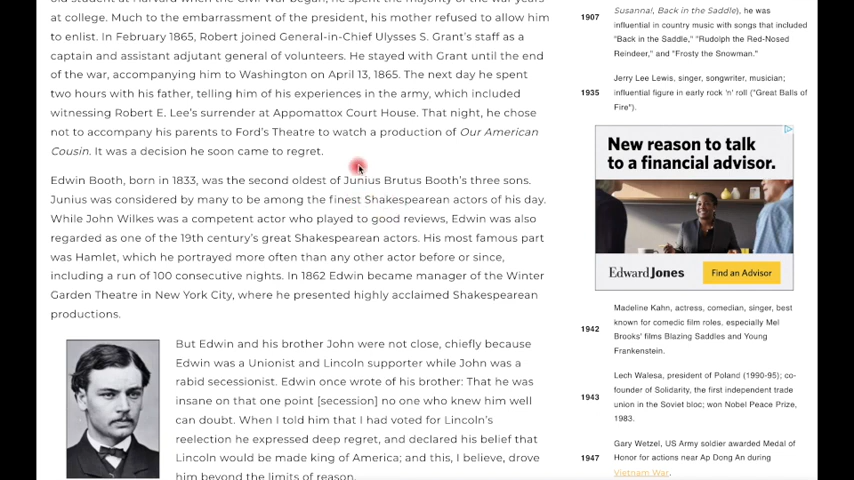 at college. Much to the embarrassment of the president, his mother refused to allow him
to enlist. In February 1865, Robert joined General-in-Chief Ulysses S. Grant's staff as a
captain and assistant adjutant general of volunteers. He stayed with Grant until the end
of the war, accompanying him to Washington on April 13, 1865. The next day he spent
two hours with his father, telling him of his experiences in the army, which included
witnessing Robert E. Lee's surrender at Appomattox Court House. That night, he chose
not to accompany his parents to Ford's Theatre to watch a production of Our American
Cousin. It was a decision he soon came to regret.
Edwin Booth, born in 1833, was the second oldest of Junius Brutus Booth's three sons.
Junius was considered by many to be among the finest Shakespearean actors of his day.
While John Wilkes was a competent actor who played to good reviews, Edwin was also
regarded as one of the 19th century's great Shakespearean actors. His most famous part
was Hamlet, which he portrayed more often than any other actor before or since,
including a run of 100 consecutive nights. In 1862 Edwin became manager of the Winter
Garden Theatre in New York City, where he presented highly acclaimed Shakespearean
productions.
But Edwin and his brother John were not close, chiefly because
Edwin was a Unionist and Lincoln supporter while John was a
rabid secessionist. Edwin once wrote of his brother: That he was
insane on that one point [secession] no one who knew him well
can doubt. When I told him that I had voted for Lincoln's
reelection he expressed deep regret, and declared his belief that
Lincoln would be made king of America; and this, I believe, drove
him beyond the limits of reason.
Susanna!, Back in the Saddle), he was
1907
influential in country music with songs that included
"Back in the Saddle," "Rudolph the Red-Nosed
Reindeer," and "Frosty the Snowman."
Jerry Lee Lewis, singer, songwriter, musician;
1935
influential figure in early rock 'n' roll ("Great Balls of
Fire").
New reason to talk
to a financial advisor.
Edward Jones
Find an Advisor
Madeline Kahn, actress, comedian, singer, best
1942
known for comedic film roles, especially Mel
Brooks' films Blazing Saddles and Young
Frankenstein.
Lech Walesa, president of Poland (1990-95); co-
founder of Solidarity, the first independent trade
1943
union in the Soviet bloc; won Nobel Peace Prize,
1983.
Gary Wetzel, US Army soldier awarded Medal of
1947
Honor for actions near Ap Dong An during
Vietnam War.